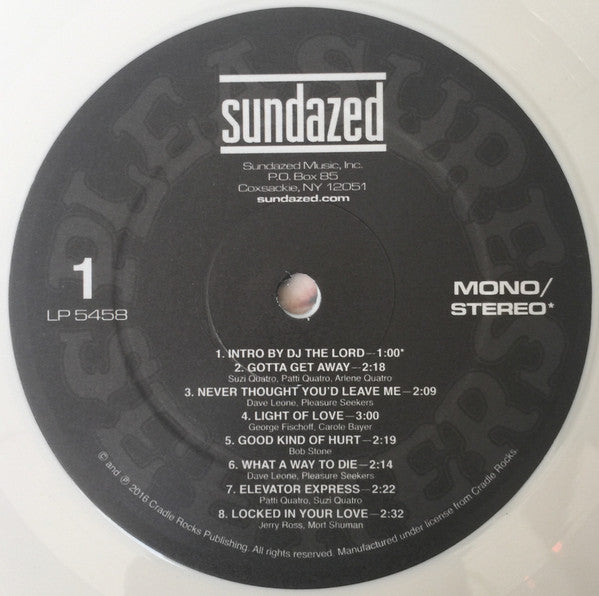 sundazed
Sundazed Music, Inc.
P.O. Box 85
Coxsackie, NY 12051
sundazed.com
1
LP 5458
MONO/
STEREO*
1. INTRO BY DJ THE LORD—1:00*
2. GOTTA GET AWAY—2:18
Suzi Quatro, Patti Quatro, Arlene Quatro
3. NEVER THOUGHT YOU'D LEAVE ME—2:09
Dave Leone, Pleasure Seekers
4. LIGHT OF LOVE—3:00
George Fischoff, Carole Bayer
5. GOOD KIND OF HURT—2:19
Bob Stone
6. WHAT A WAY TO DIE—2:14
Dave Leone, Pleasure Seekers
7. ELEVATOR EXPRESS—2:22
Patti Quatro, Suzi Quatro
8. LOCKED IN YOUR LOVE—2:32
Jerry Ross, Mort Shuman
© and ℗ 2016 Cradle Rocks Publishing. All rights reserved. Manufactured under license from Cradle Rocks.
PLEASURE